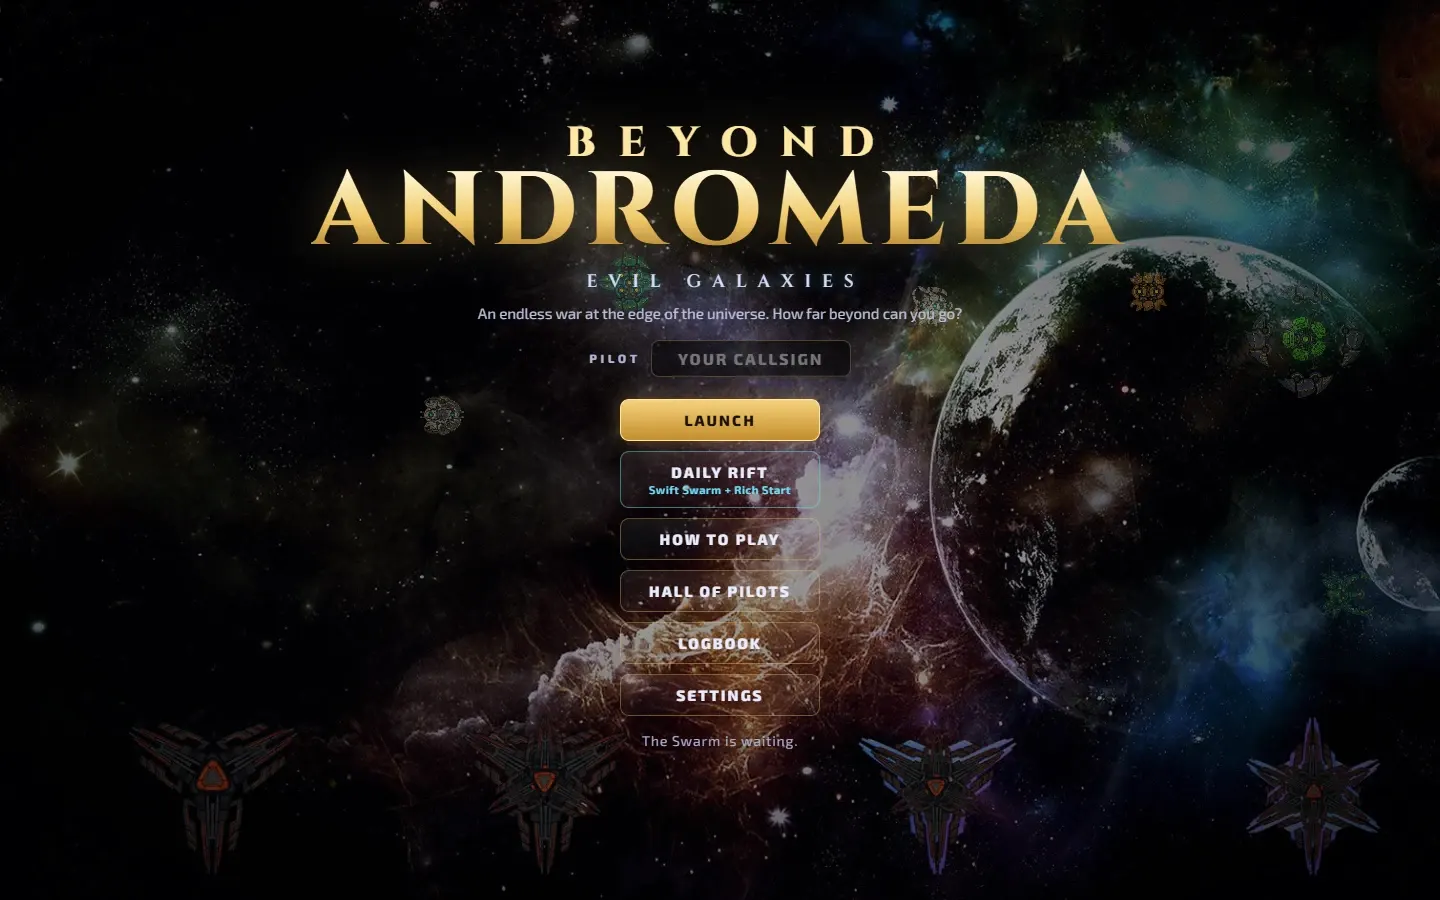 BEYOND
ANDROMEDA
EVIL GALAXIES
An endless war at the edge of the universe. How far beyond can you go?
PILOT YOUR CALLSIGN
LAUNCH
DAILY RIFT
Swift Swarm + Rich Start
HOW TO PLAY
HALL OF PILOTS
LOGBOOK
SETTINGS
The Swarm is waiting.